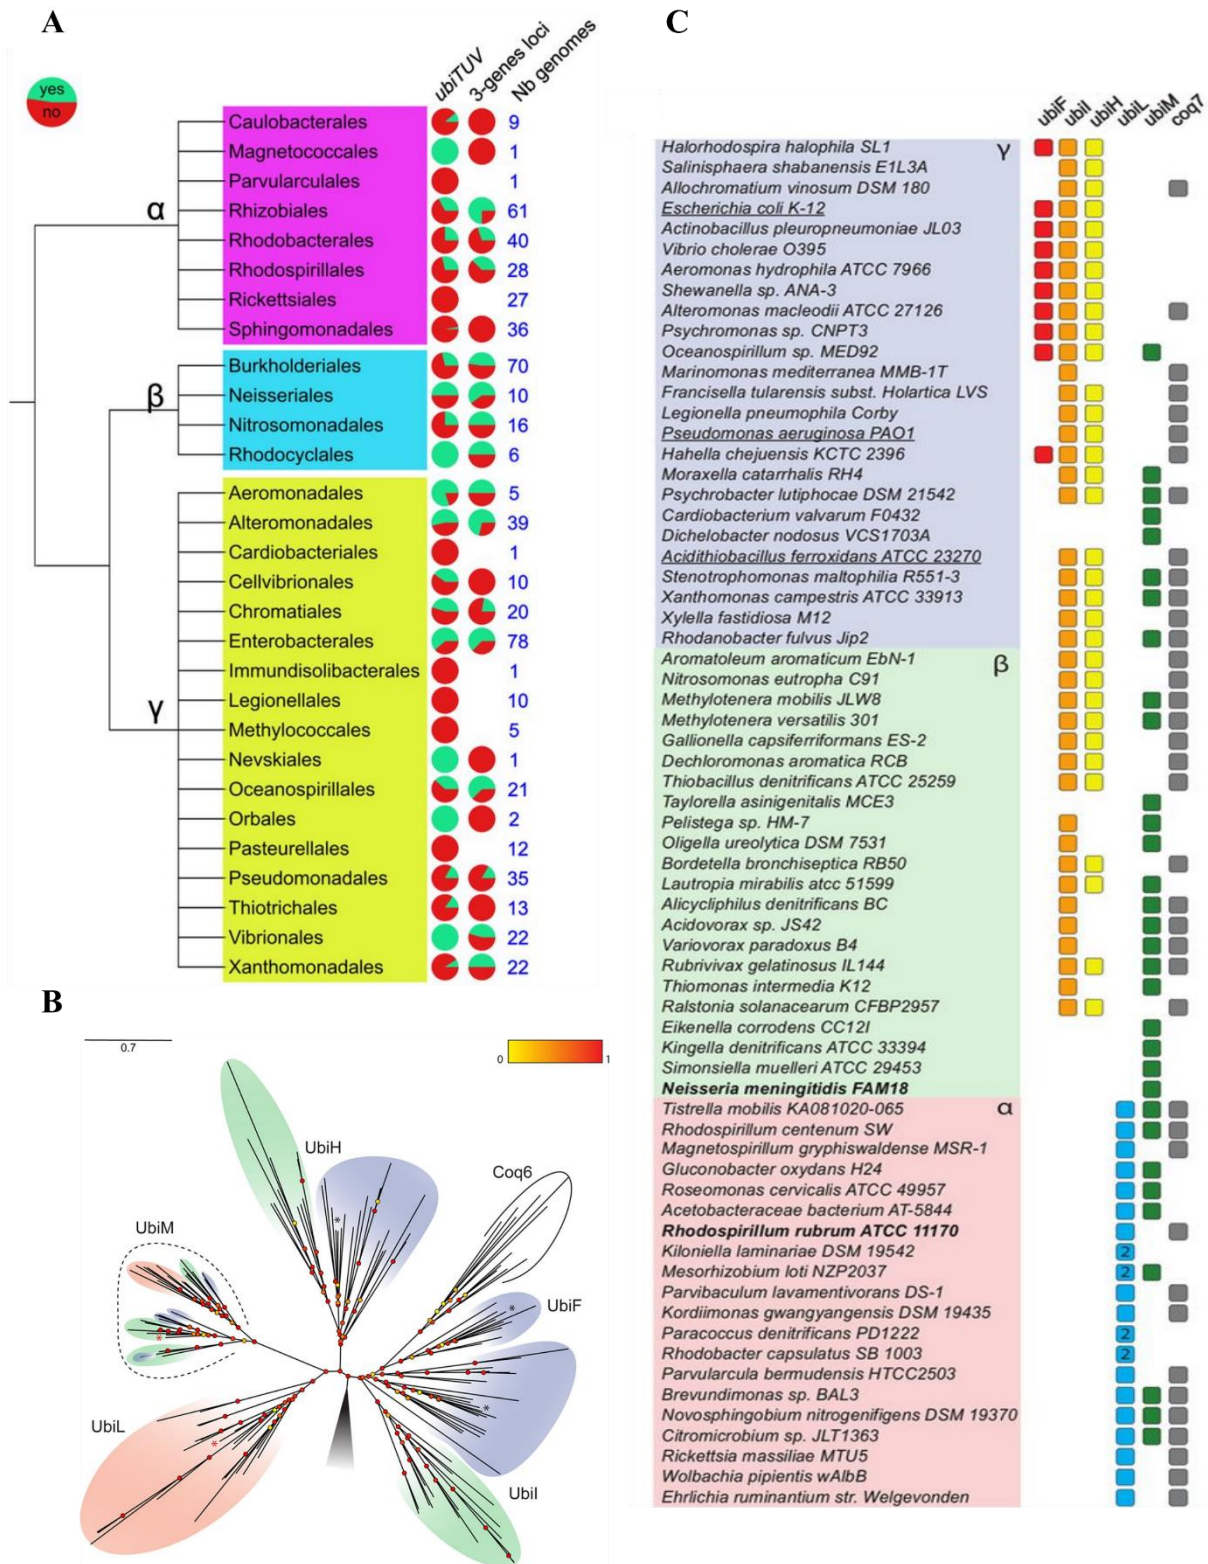 A
yes
no
ubiTUV
3-genes loci
Nb genomes
α
Caulobacterales 9
Magnetococcales 1
Parvularculales 1
Rhizobiales 61
Rhodobacterales 40
Rhodospirillales 28
Rickettsiales 27
Sphingomonadales 36
β
Burkholderiales 70
Neisseriales 10
Nitrosomonadales 16
Rhodocyclales 6
γ
Aeromonadales 5
Alteromonadales 39
Cardiobacteriales 1
Cellvibrionales 10
Chromatiales 20
Enterobacterales 78
Immundisolibacterales 1
Legionellales 10
Methylococcales 5
Nevskiales 1
Oceanospirillales 21
Orbales 2
Pasteurellales 12
Pseudomonadales 35
Thiotrichales 13
Vibrionales 22
Xanthomonadales 22
B
0.7
0 1
UbiH
Coq6
UbiM
UbiF
UbiL
UbiI
*
*
*
*
*
C
ubiF
ubiI
ubiH
ubiL
ubiM
coq7
Halorhodospira halophila SL1 γ
Salinisphaera shabanensis E1L3A
Allochromatium vinosum DSM 180
Escherichia coli K-12
Actinobacillus pleuropneumoniae JL03
Vibrio cholerae O395
Aeromonas hydrophila ATCC 7966
Shewanella sp. ANA-3
Alteromonas macleodii ATCC 27126
Psychromonas sp. CNPT3
Oceanospirillum sp. MED92
Marinomonas mediterranea MMB-1T
Francisella tularensis subst. Holartica LVS
Legionella pneumophila Corby
Pseudomonas aeruginosa PAO1
Hahella chejuensis KCTC 2396
Moraxella catarrhalis RH4
Psychrobacter lutiphocae DSM 21542
Cardiobacterium valvarum F0432
Dichelobacter nodosus VCS1703A
Acidithiobacillus ferroxidans ATCC 23270
Stenotrophomonas maltophilia R551-3
Xanthomonas campestris ATCC 33913
Xylella fastidiosa M12
Rhodanobacter fulvus Jip2
Aromatoleum aromaticum EbN-1 β
Nitrosomonas eutropha C91
Methylotenera mobilis JLW8
Methylotenera versatilis 301
Gallionella capsiferriformans ES-2
Dechloromonas aromatica RCB
Thiobacillus denitrificans ATCC 25259
Taylorella asinigenitalis MCE3
Pelistega sp. HM-7
Oligella ureolytica DSM 7531
Bordetella bronchiseptica RB50
Lautropia mirabilis atcc 51599
Alicycliphilus denitrificans BC
Acidovorax sp. JS42
Variovorax paradoxus B4
Rubrivivax gelatinosus IL144
Thiomonas intermedia K12
Ralstonia solanacearum CFBP2957
Eikenella corrodens CC12I
Kingella denitrificans ATCC 33394
Simonsiella muelleri ATCC 29453
Neisseria meningitidis FAM18
Tistrella mobilis KA081020-065 α
Rhodospirillum centenum SW
Magnetospirillum gryphiswaldense MSR-1
Gluconobacter oxydans H24
Roseomonas cervicalis ATCC 49957
Acetobacteraceae bacterium AT-5844
Rhodospirillum rubrum ATCC 11170
Kiloniella laminariae DSM 19542 2
Mesorhizobium loti NZP2037 2
Parvibaculum lavamentivorans DS-1
Kordiimonas gwangyangensis DSM 19435
Paracoccus denitrificans PD1222 2
Rhodobacter capsulatus SB 1003 2
Parvularcula bermudensis HTCC2503
Brevundimonas sp. BAL3
Novosphingobium nitrogenifigens DSM 19370
Citromicrobium sp. JLT1363
Rickettsia massiliae MTU5
Wolbachia pipientis wAlbB
Ehrlichia ruminantium str. Welgevonden